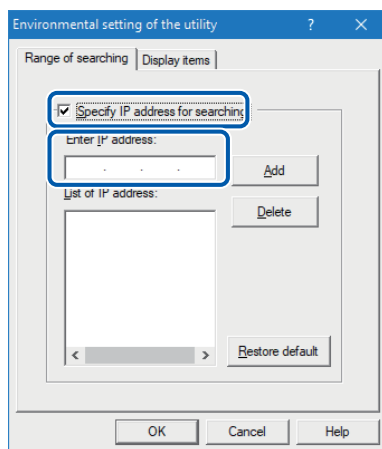 Environmental setting of the utility ? ×
Range of searching Display items
Specify IP address for searching
Enter IP address:
. . .
Add
List of IP address:
Delete
Restore default
OK Cancel Help